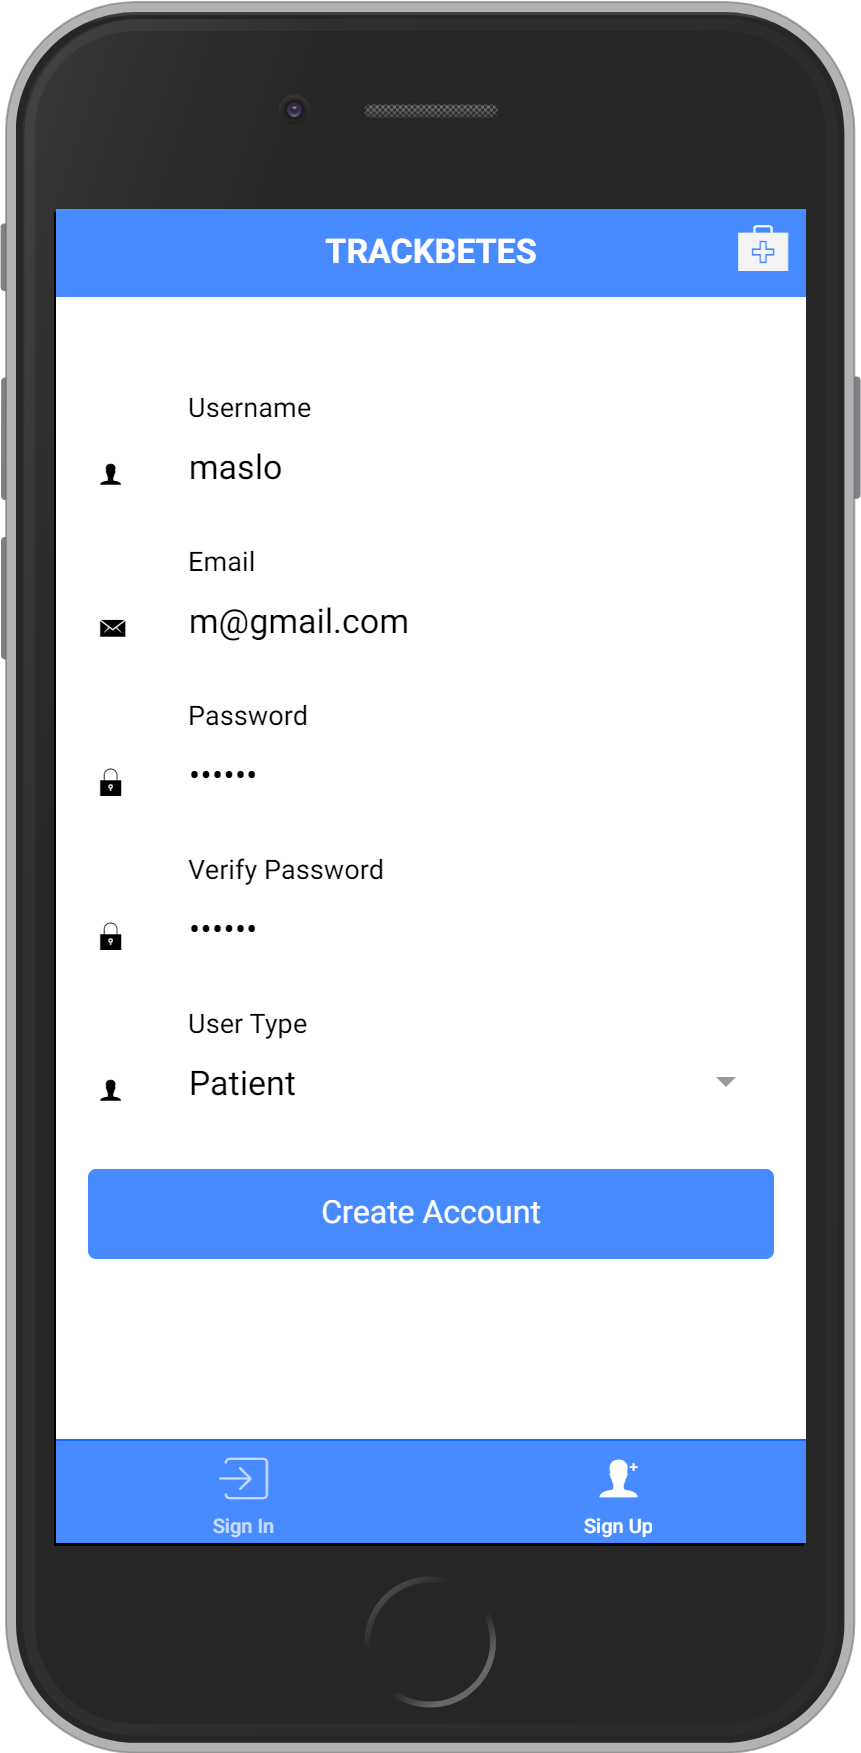 TRACKBETES
Username
maslo
Email
m@gmail.com
Password
••••••
Verify Password
••••••
User Type
Patient
Create Account
Sign In
Sign Up